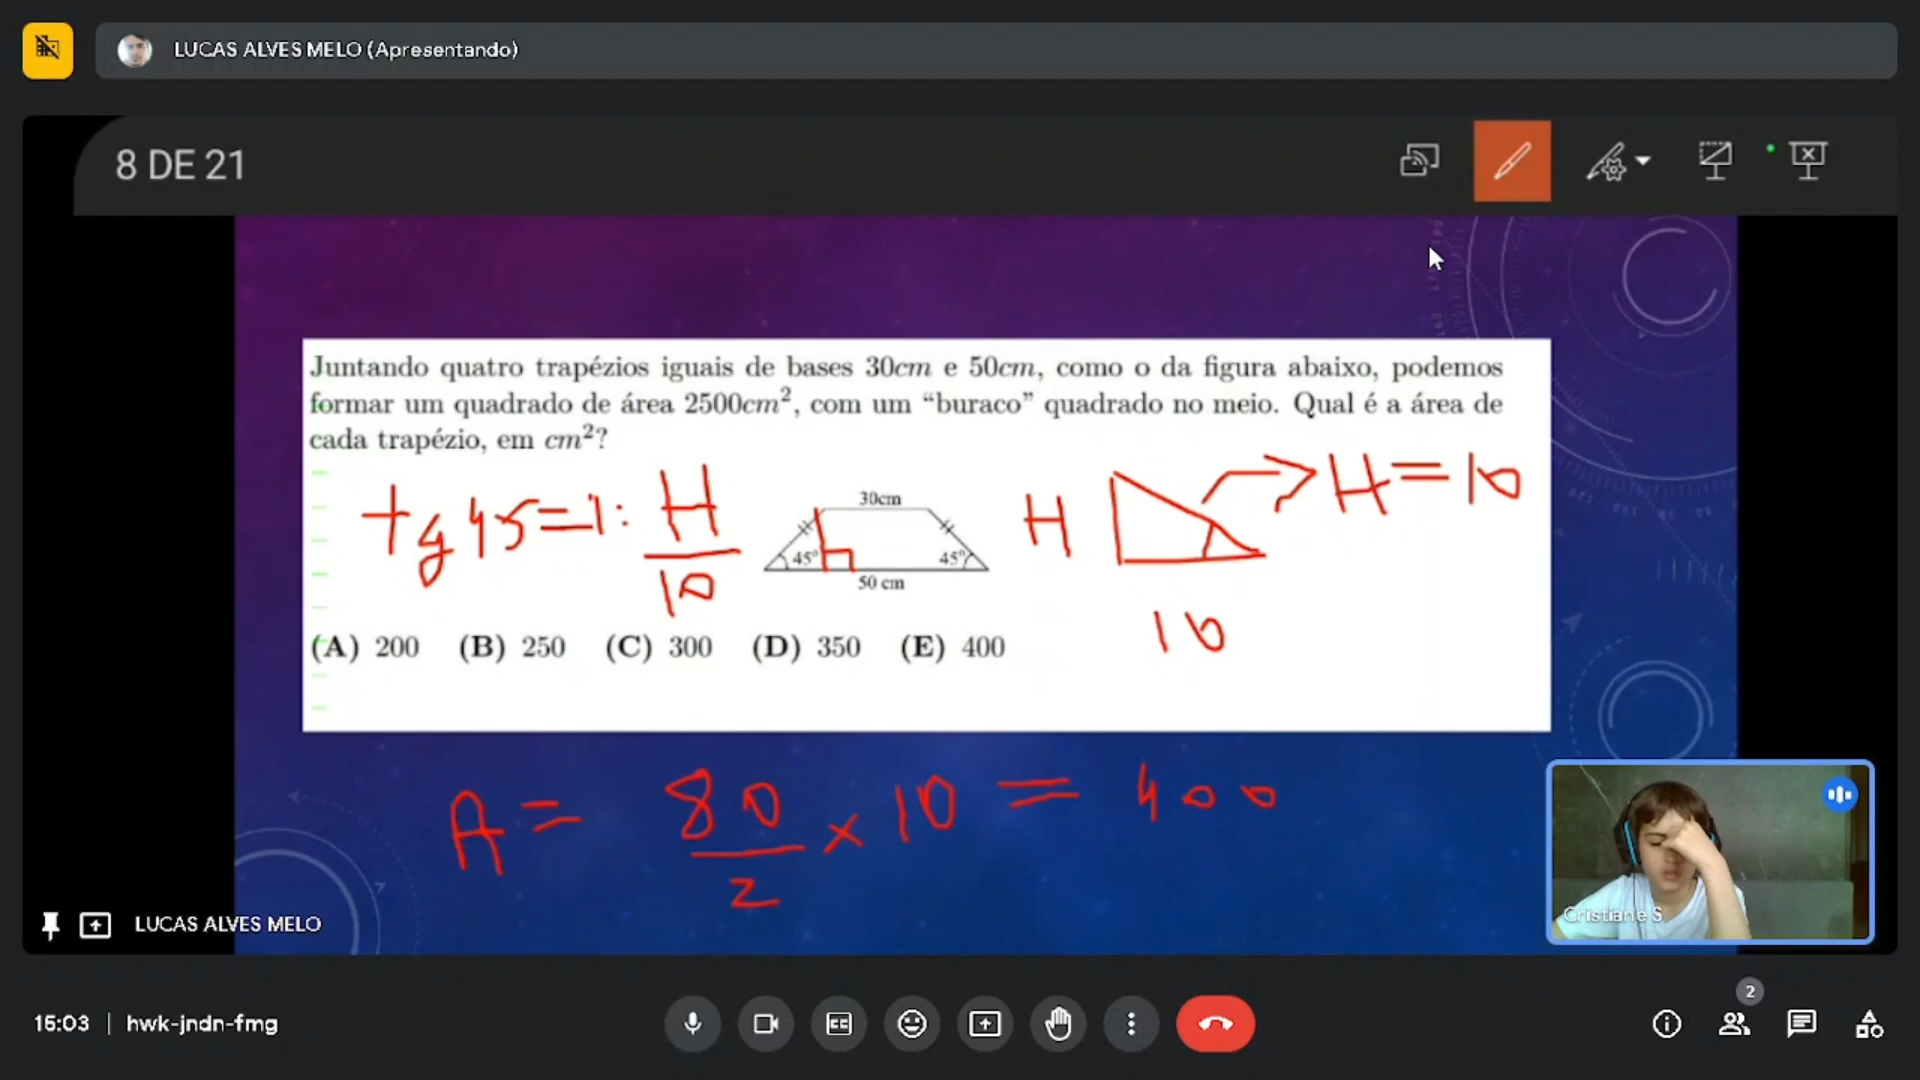 LUCAS ALVES MELO (Apresentando)
8 DE 21
Juntando quatro trapézios iguais de bases 30cm e 50cm, como o da figura abaixo, podemos
formar um quadrado de área 2500cm², com um “buraco” quadrado no meio. Qual é a área de
cada trapézio, em cm²?
tg 45=1: H/10
30cm
45°
45°
50 cm
H
10
H=10
(A) 200 (B) 250 (C) 300 (D) 350 (E) 400
A = 80/2 x 10 = 400
Cristiane S
LUCAS ALVES MELO
15:03 | hwk-jndn-fmg
2